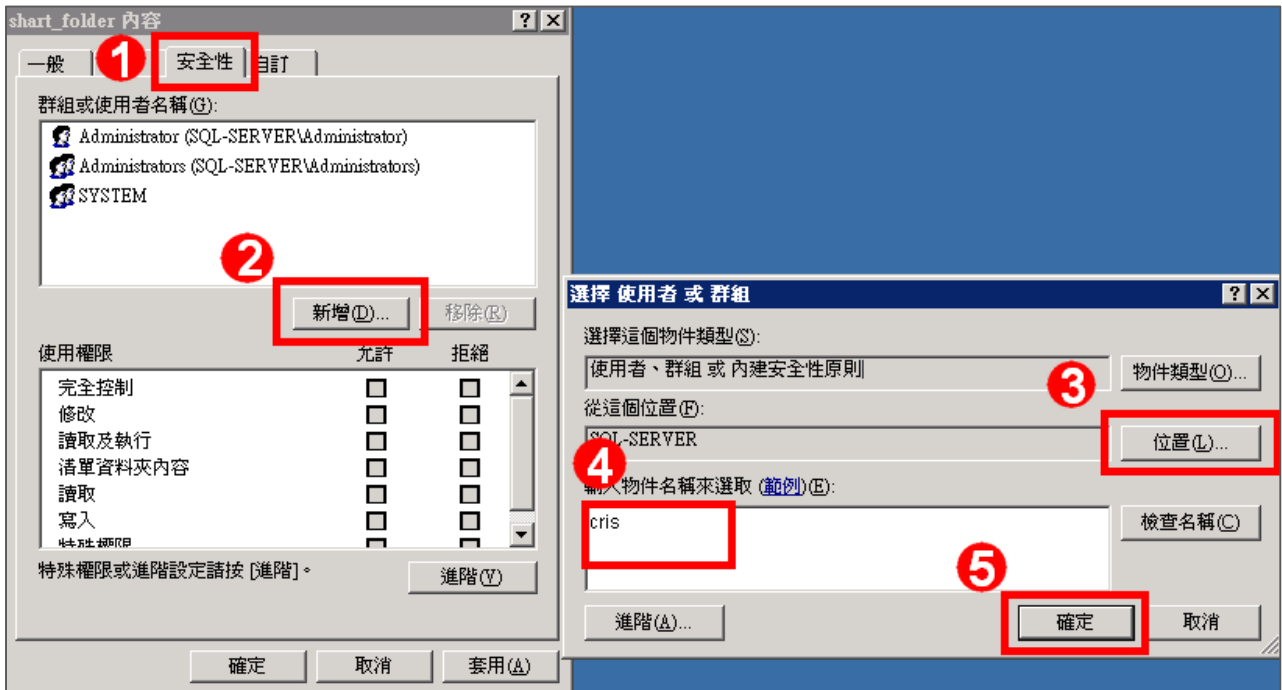 shart_folder 內容
1
一般
安全性
自訂
群組或使用者名稱(G):
Administrator (SQL-SERVER\Administrator)
Administrators (SQL-SERVER\Administrators)
SYSTEM
2
新增(D)...
移除(R)
使用權限
允許
拒絕
完全控制
修改
讀取及執行
清單資料夾內容
讀取
寫入
特殊權限
特殊權限或進階設定請按 [進階]。
進階(V)
確定
取消
套用(A)
選擇 使用者 或 群組
選擇這個物件類型(S):
使用者、群組 或 內建安全性原則
物件類型(O)...
3
從這個位置(F):
SQL-SERVER
位置(L)...
4
輸入物件名稱來選取 (範例)(E):
cris
檢查名稱(C)
5
進階(A)...
確定
取消